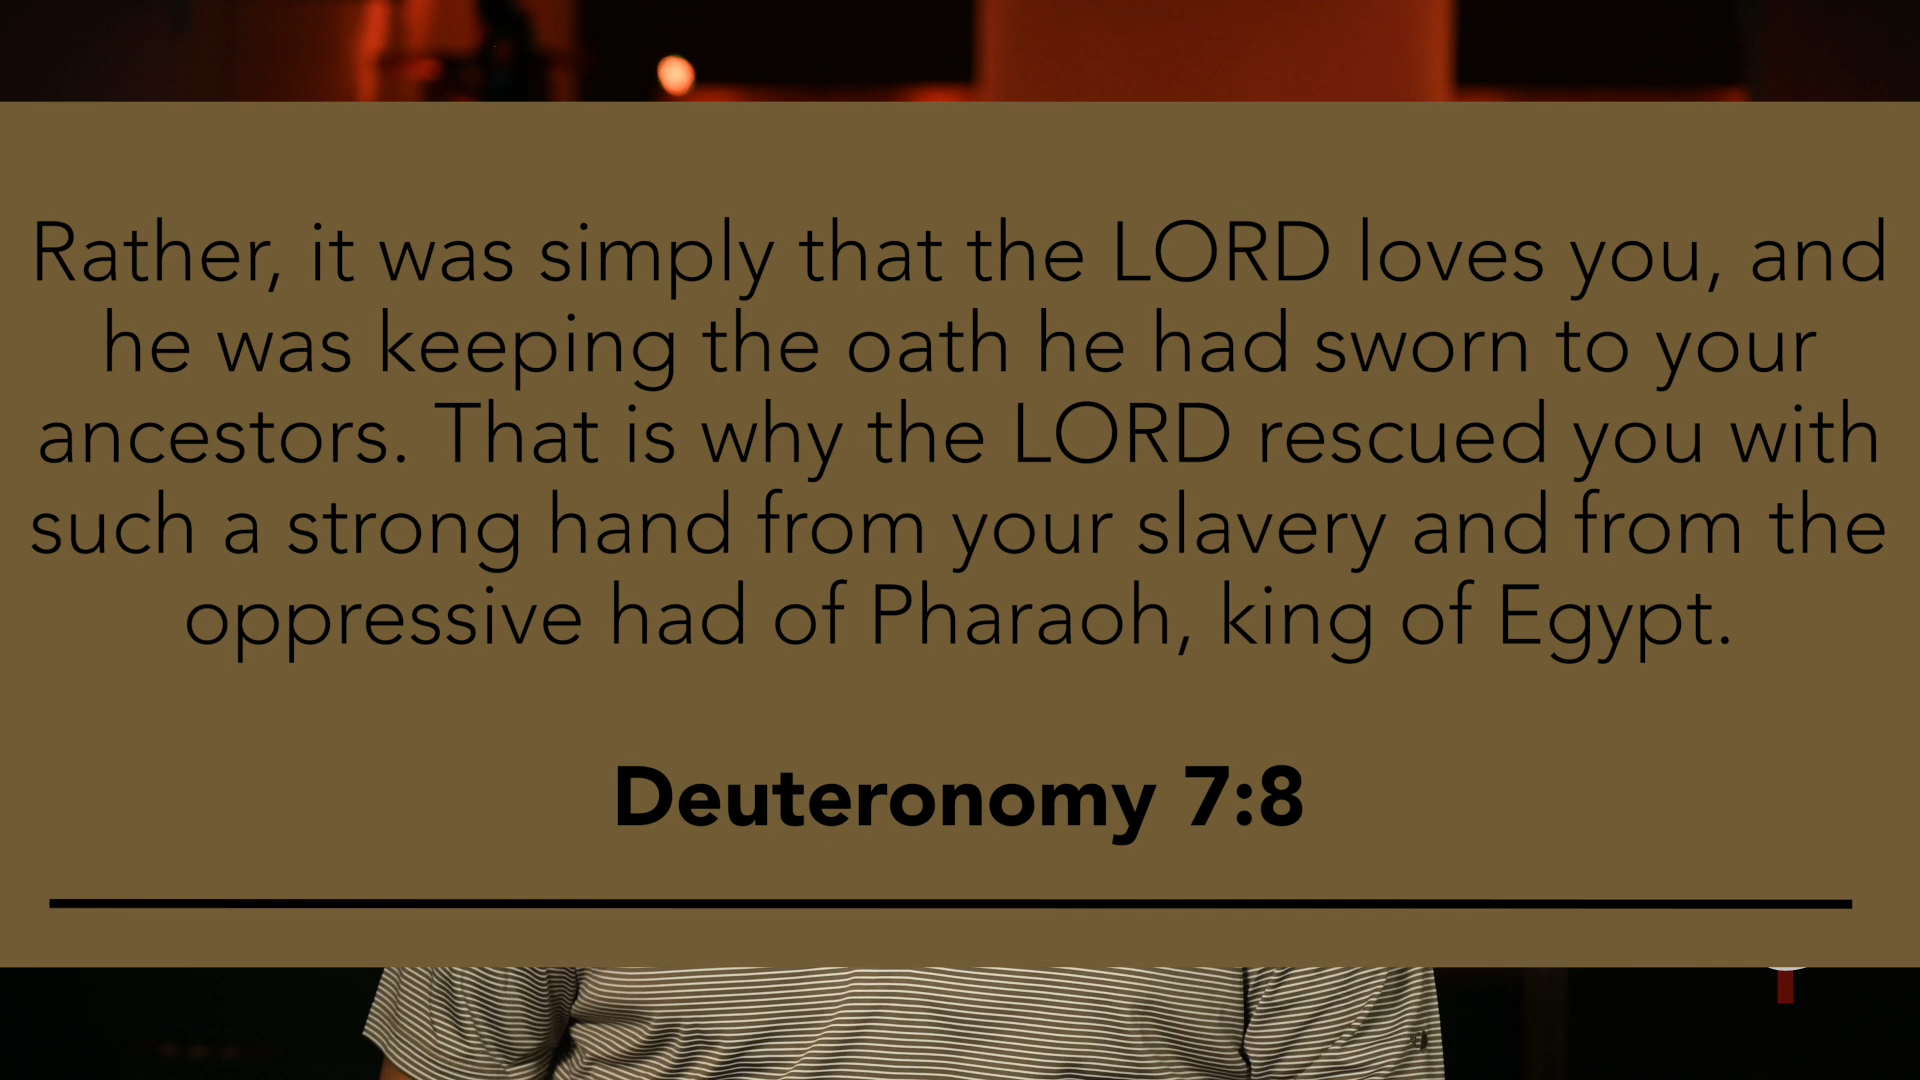 Rather, it was simply that the LORD loves you, and
he was keeping the oath he had sworn to your
ancestors. That is why the LORD rescued you with
such a strong hand from your slavery and from the
oppressive had of Pharaoh, king of Egypt.
Deuteronomy 7:8